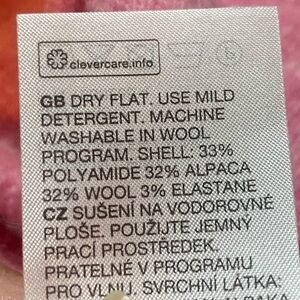 clevercare.info
GB DRY FLAT. USE MILD
DETERGENT. MACHINE
WASHABLE IN WOOL
PROGRAM. SHELL: 33%
POLYAMIDE 32% ALPACA
32% WOOL 3% ELASTANE
CZ SUŠENÍ NA VODOROVNÉ
PLOŠE. POUŽIJTE JEMNÝ
PRACÍ PROSTŘEDEK.
PRATELNÉ V PROGRAMU
PRO VLNU. SVRCHNÍ LÁTKA: